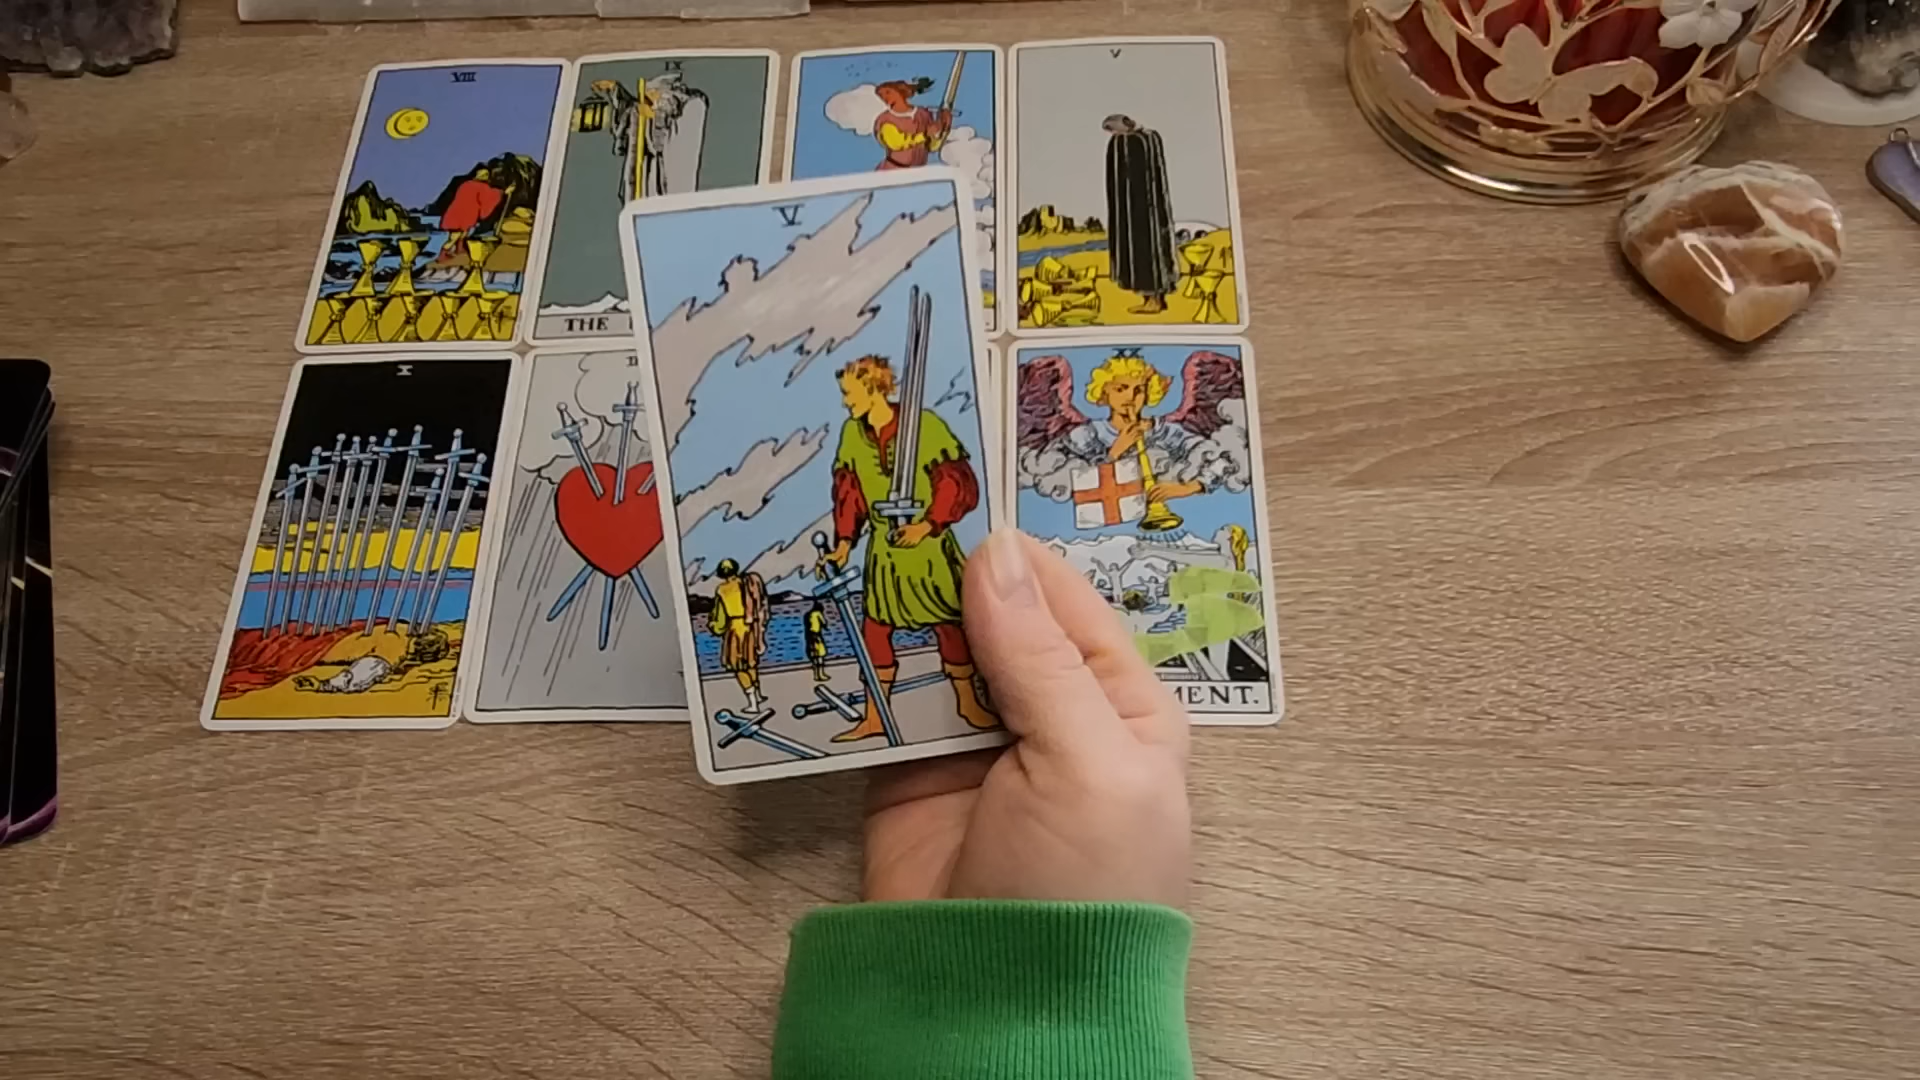 VIII
IX
V
THE
V
X
XX
MENT.